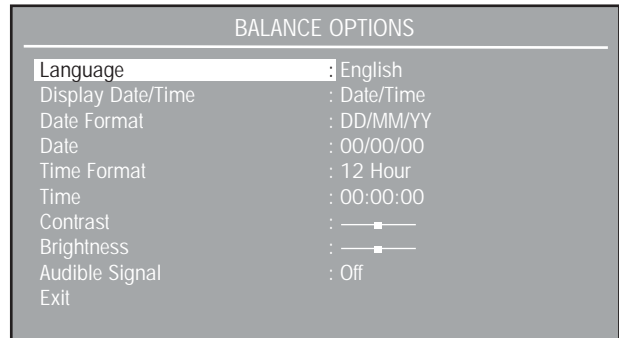 BALANCE OPTIONS
Language : English
Display Date/Time : Date/Time
Date Format : DD/MM/YY
Date : 00/00/00
Time Format : 12 Hour
Time : 00:00:00
Contrast :
Brightness :
Audible Signal : Off
Exit